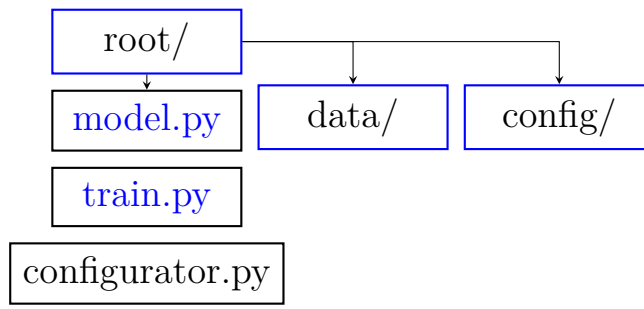 root/
model.py
data/
config/
train.py
configurator.py